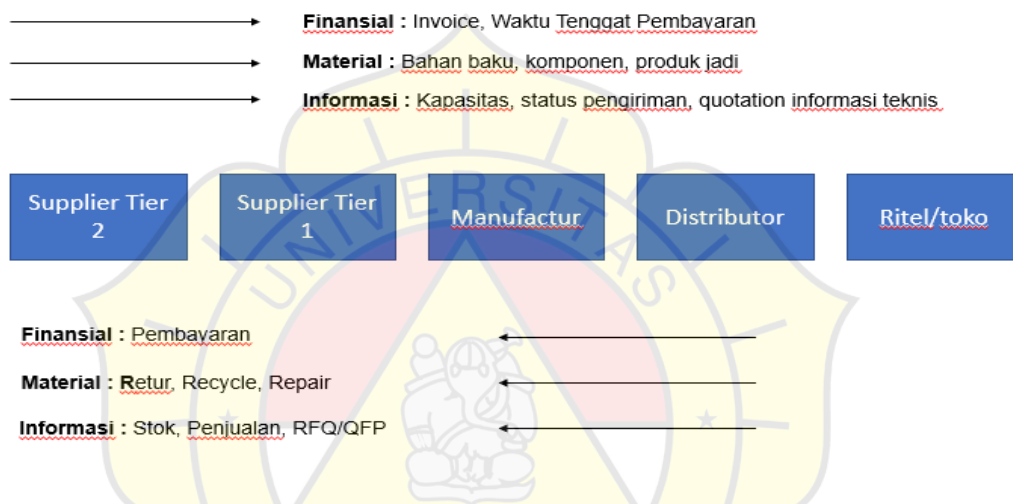 Finansial : Invoice, Waktu Tenggat Pembayaran
Material : Bahan baku, komponen, produk jadi
Informasi : Kapasitas, status pengiriman, quotation informasi teknis
Supplier Tier
2
Supplier Tier
1
Manufactur
Distributor
Ritel/toko
UNIVERSITAS
Finansial : Pembayaran
Material : Retur, Recycle, Repair
Informasi : Stok, Penjualan, RFQ/QFP